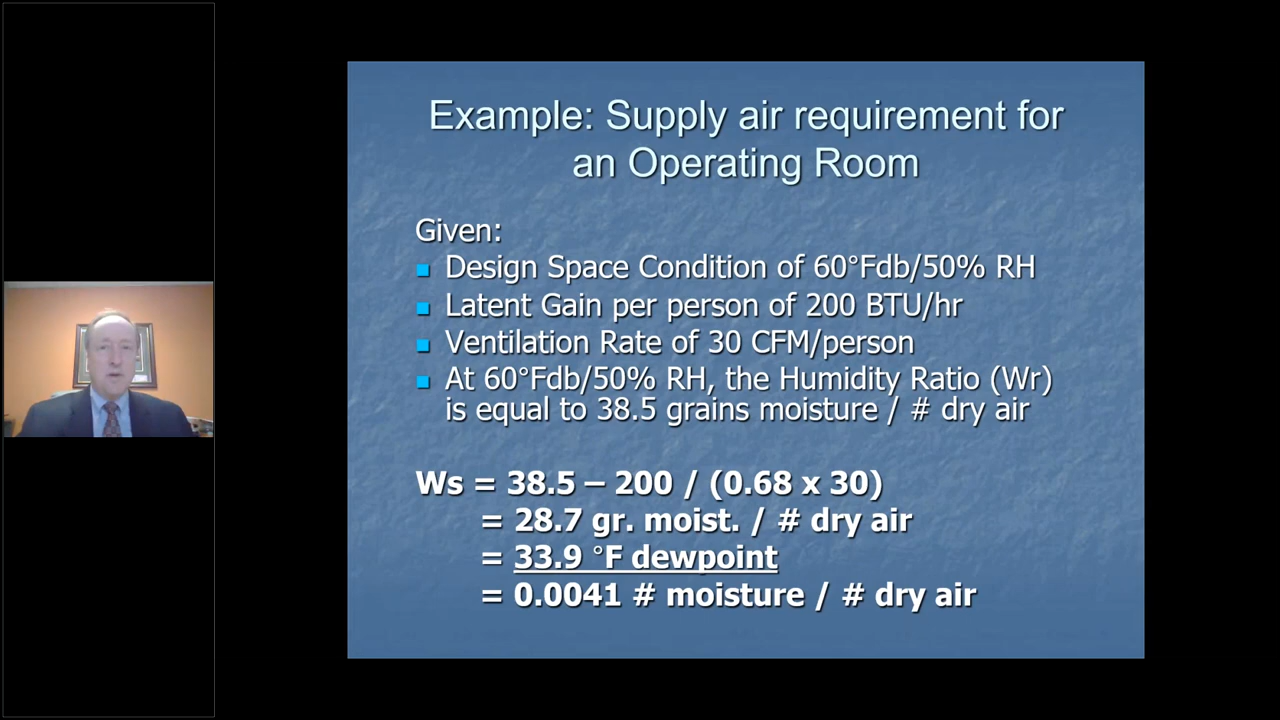 Example: Supply air requirement for
an Operating Room
Given:
Design Space Condition of 60°Fdb/50% RH
Latent Gain per person of 200 BTU/hr
Ventilation Rate of 30 CFM/person
At 60°Fdb/50% RH, the Humidity Ratio (Wr)
is equal to 38.5 grains moisture / # dry air
Ws = 38.5 – 200 / (0.68 x 30)
= 28.7 gr. moist. / # dry air
= 33.9 °F dewpoint
= 0.0041 # moisture / # dry air